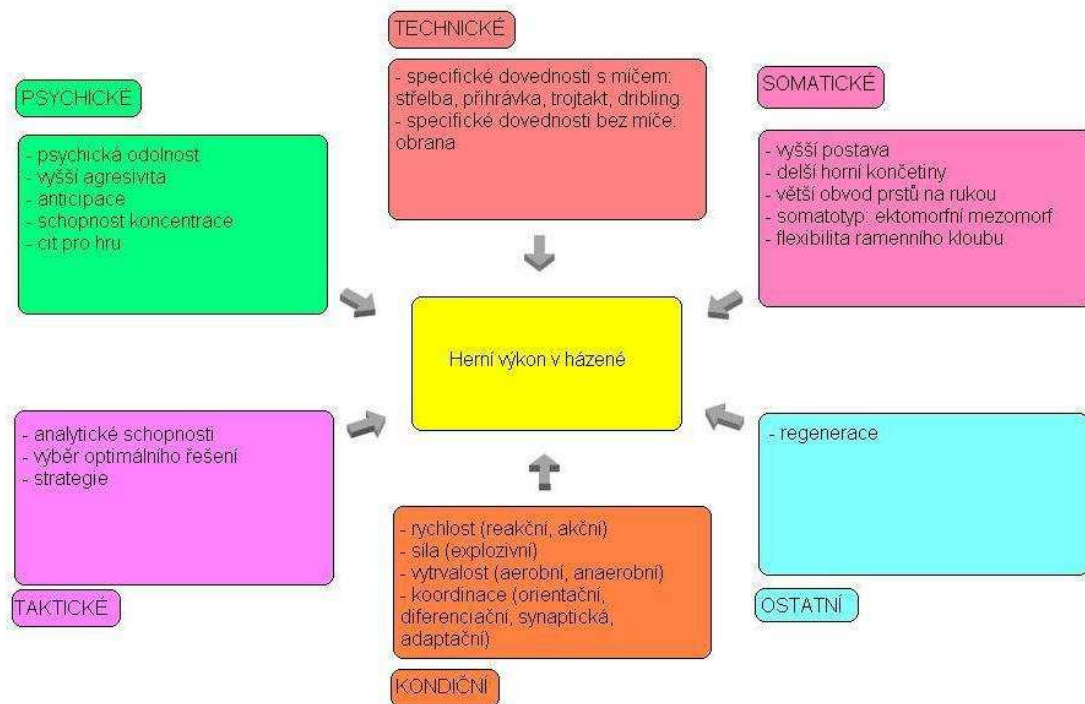 TECHNICKÉ
- specifické dovednosti s míčem:
střelba, přihrávka, trojtakt, dribling
- specifické dovednosti bez míče:
obrana
PSYCHICKÉ
- psychická odolnost
- vyšší agresivita
- anticipace
- schopnost koncentrace
- cit pro hru
SOMATICKÉ
- vyšší postava
- delší horní končetiny
- větší obvod prstů na rukou
- somatotyp: ektomorfní mezomorf
- flexibilita ramenního kloubu
Herní výkon v házené
- analytické schopnosti
- výběr optimálního řešení
- strategie
TAKTICKÉ
- rychlost (reakční, akční)
- síla (explozivní)
- vytrvalost (aerobní, anaerobní)
- koordinace (orientační,
diferenciační, synaptická,
adaptační)
KONDIČNÍ
- regenerace
OSTATNÍ